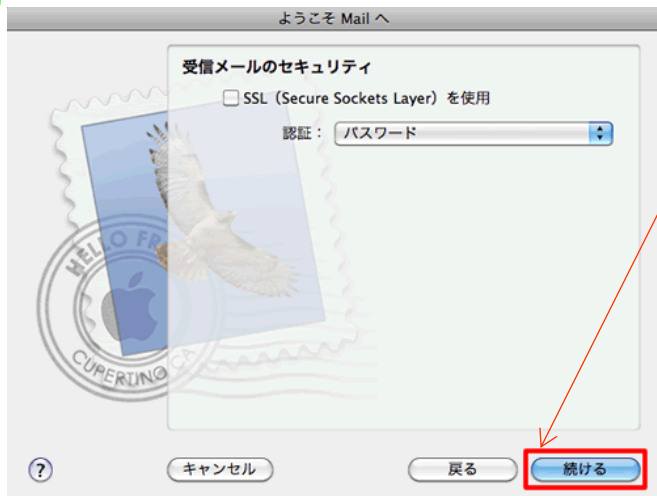 ようこそ Mail へ
受信メールのセキュリティ
SSL（Secure Sockets Layer）を使用
認証： パスワード
HELLO FR
CUPERTINO CA
? キャンセル 戻る 続ける